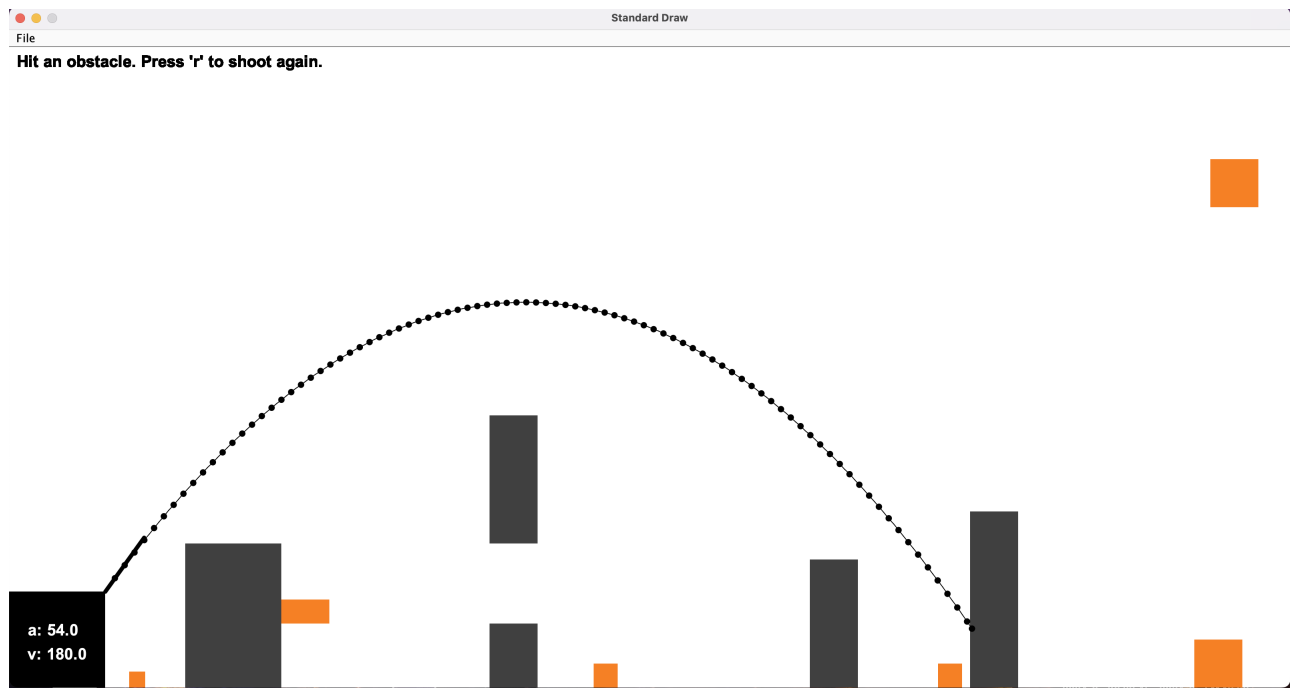 Standard Draw
File
Hit an obstacle. Press 'r' to shoot again.
a: 54.0
v: 180.0